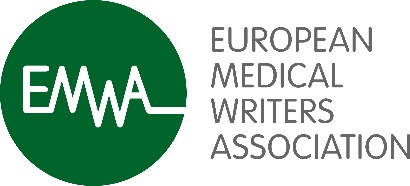 EMWA
EUROPEAN
MEDICAL
WRITERS
ASSOCIATION